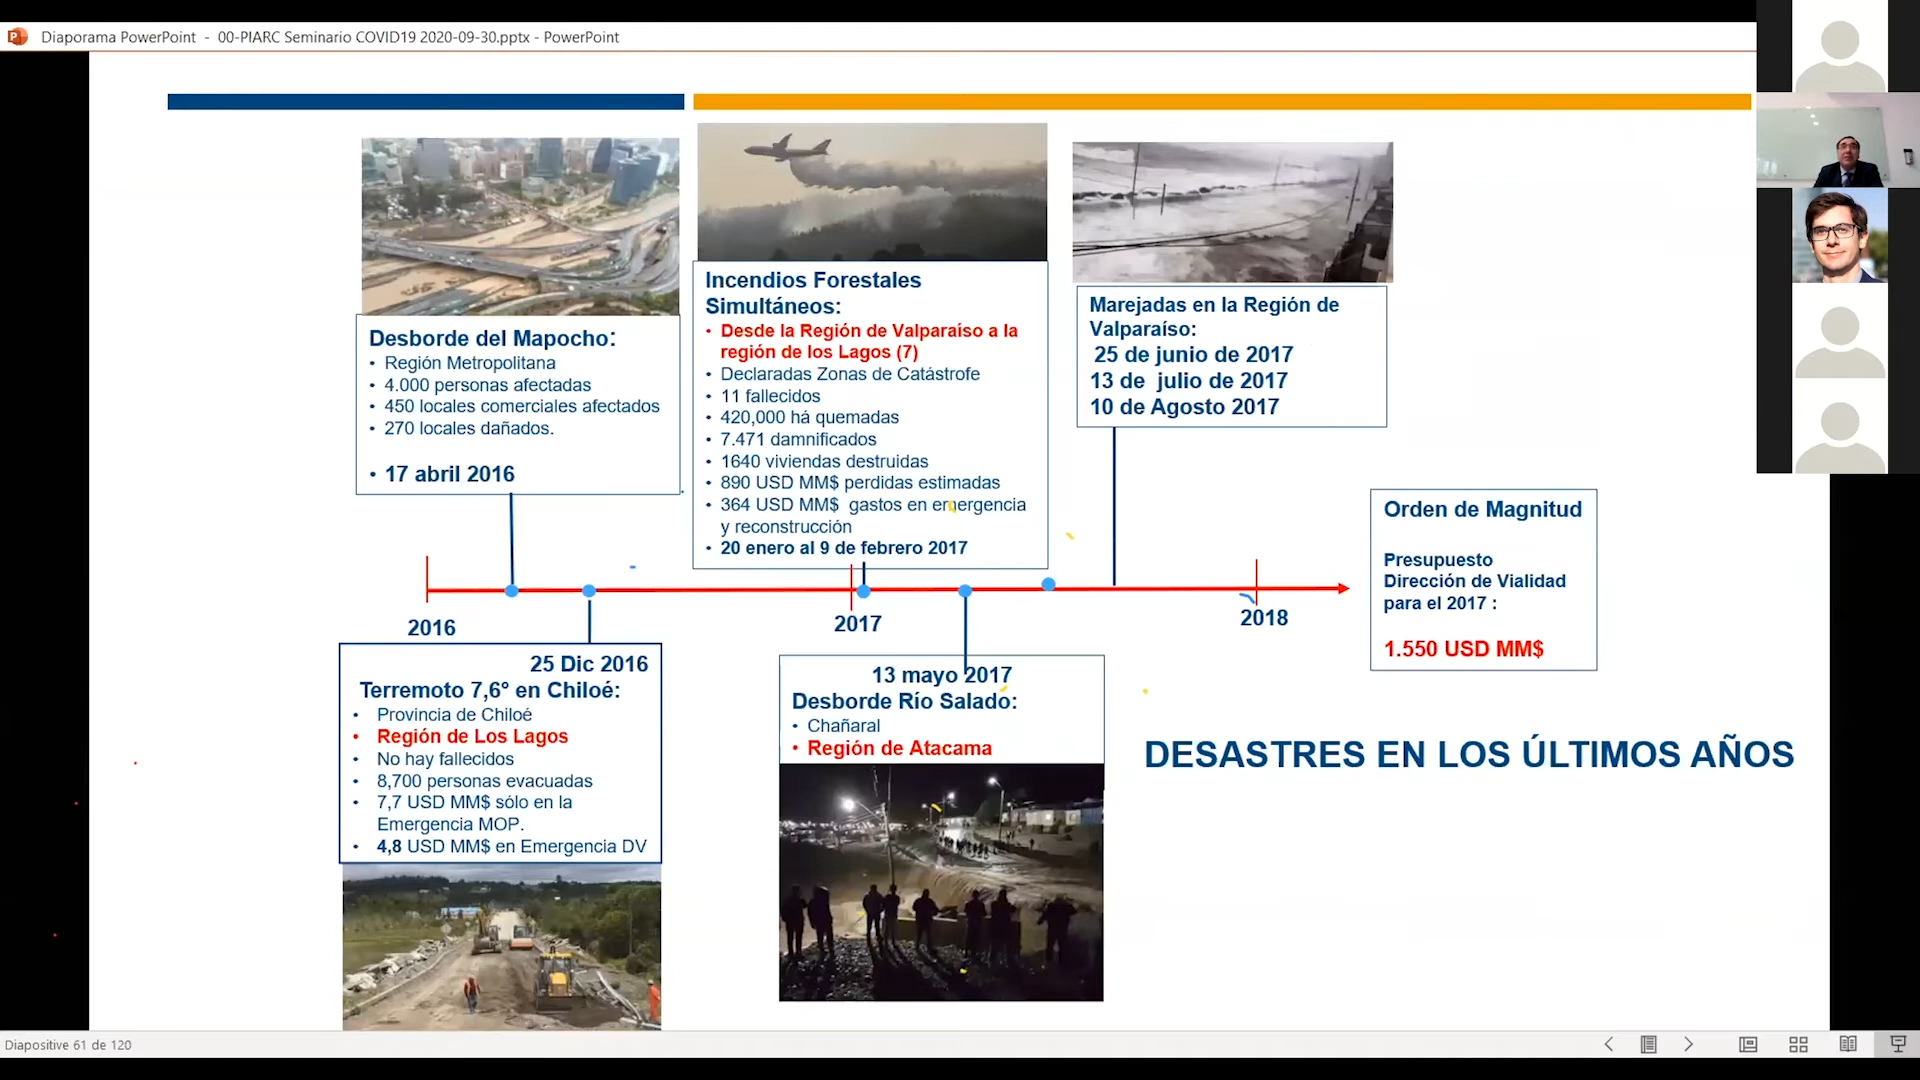 Diaporama PowerPoint - 00-PIARC Seminario COVID19 2020-09-30.pptx - PowerPoint
Desborde del Mapocho:
• Región Metropolitana
• 4.000 personas afectadas
• 450 locales comerciales afectados
• 270 locales dañados.
• 17 abril 2016
Incendios Forestales
Simultáneos:
• Desde la Región de Valparaíso a la
región de los Lagos (7)
• Declaradas Zonas de Catástrofe
• 11 fallecidos
• 420,000 há quemadas
• 7.471 damnificados
• 1640 viviendas destruidas
• 890 USD MM$ perdidas estimadas
• 364 USD MM$ gastos en emergencia
y reconstrucción
• 20 enero al 9 de febrero 2017
Marejadas en la Región de
Valparaíso:
25 de junio de 2017
13 de julio de 2017
10 de Agosto 2017
Orden de Magnitud
Presupuesto
Dirección de Vialidad
para el 2017 :
1.550 USD MM$
2016
2017
2018
25 Dic 2016
Terremoto 7,6° en Chiloé:
• Provincia de Chiloé
• Región de Los Lagos
• No hay fallecidos
• 8,700 personas evacuadas
• 7,7 USD MM$ sólo en la
Emergencia MOP.
• 4,8 USD MM$ en Emergencia DV
13 mayo 2017
Desborde Río Salado:
• Chañaral
• Región de Atacama
DESASTRES EN LOS ÚLTIMOS AÑOS
Diapositive 61 de 120